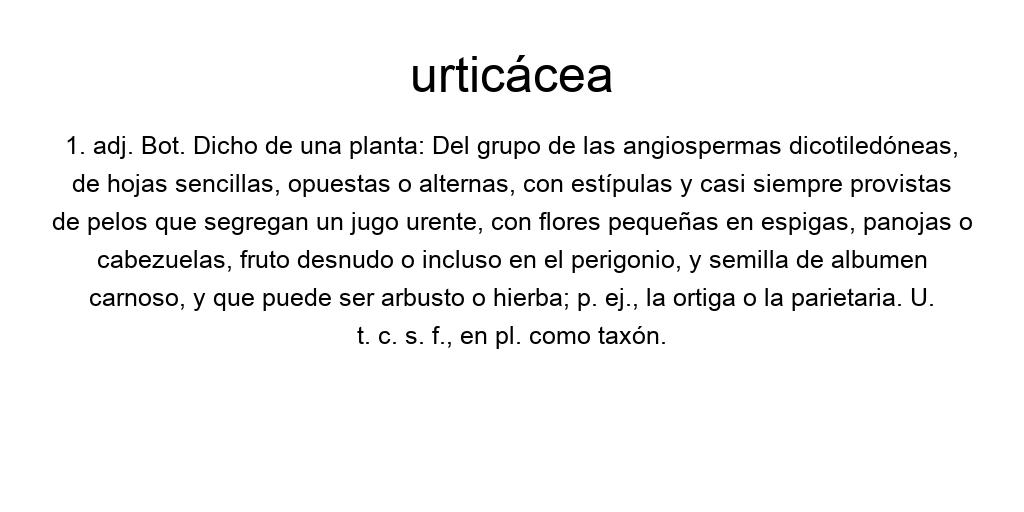 urticácea
1. adj. Bot. Dicho de una planta: Del grupo de las angiospermas dicotiledóneas,
de hojas sencillas, opuestas o alternas, con estípulas y casi siempre provistas
de pelos que segregan un jugo urente, con flores pequeñas en espigas, panojas o
cabezuelas, fruto desnudo o incluso en el perigonio, y semilla de albumen
carnoso, y que puede ser arbusto o hierba; p. ej., la ortiga o la parietaria. U.
t. c. s. f., en pl. como taxón.